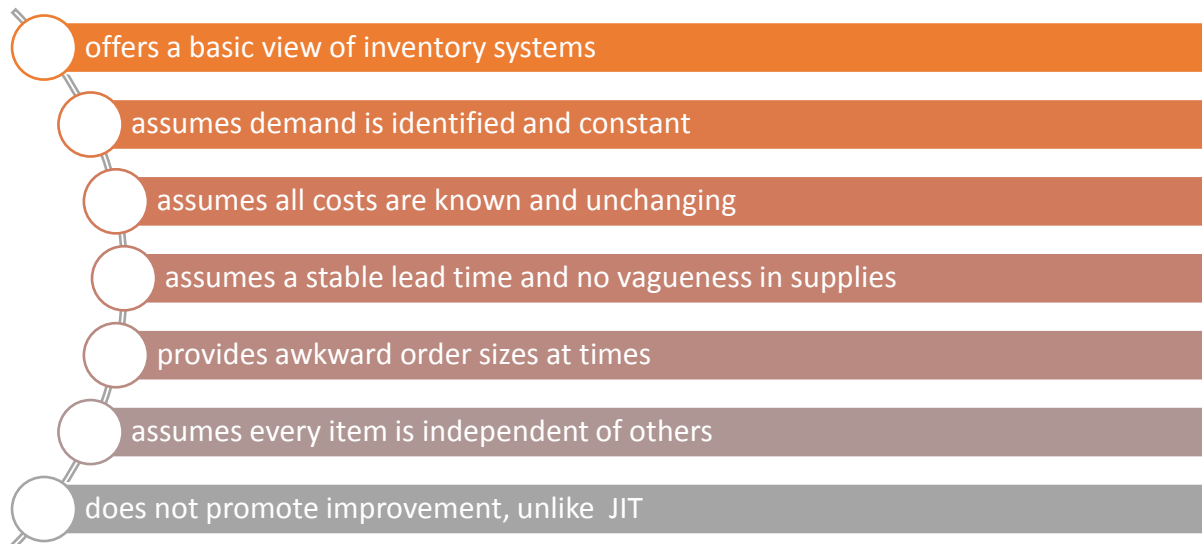 offers a basic view of inventory systems
assumes demand is identified and constant
assumes all costs are known and unchanging
assumes a stable lead time and no vagueness in supplies
provides awkward order sizes at times
assumes every item is independent of others
does not promote improvement, unlike  JIT